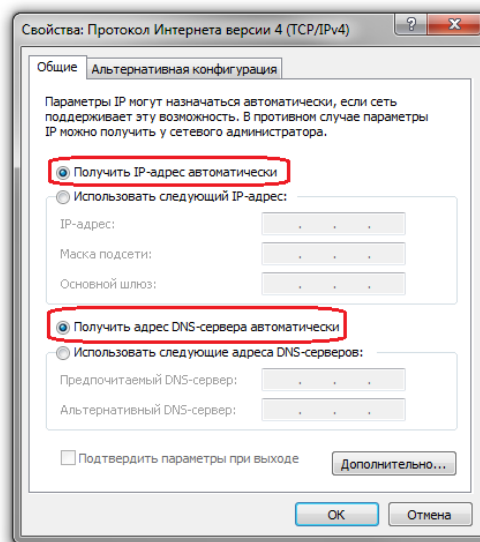 Свойства: Протокол Интернета версии 4 (TCP/IPv4)
Общие
Альтернативная конфигурация
Параметры IP могут назначаться автоматически, если сеть
поддерживает эту возможность. В противном случае параметры
IP можно получить у сетевого администратора.
Получить IP-адрес автоматически
Использовать следующий IP-адрес:
IP-адрес:
Маска подсети:
Основной шлюз:
Получить адрес DNS-сервера автоматически
Использовать следующие адреса DNS-серверов:
Предпочитаемый DNS-сервер:
Альтернативный DNS-сервер:
Подтвердить параметры при выходе
Дополнительно...
ОК
Отмена